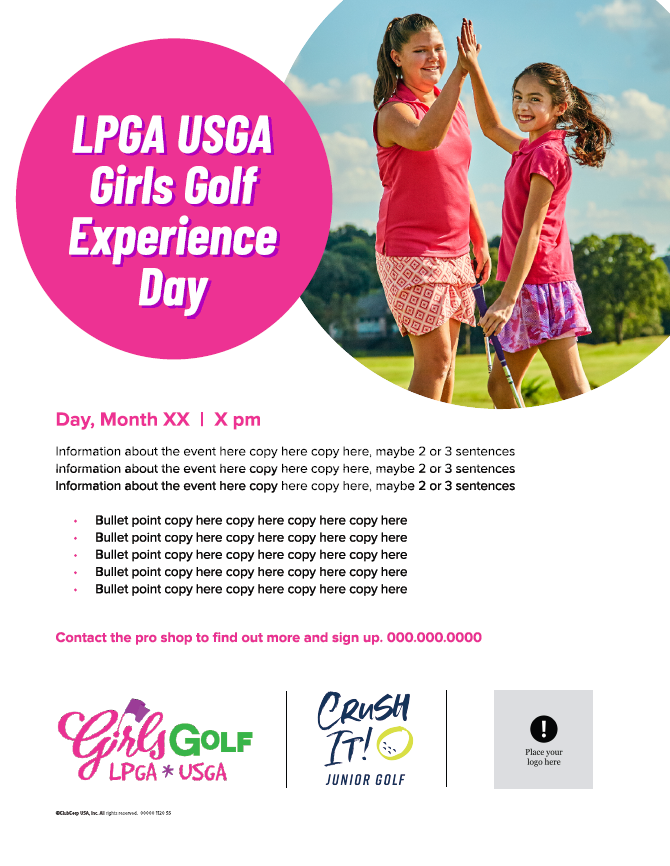 LPGA USGA
Girls Golf
Experience
Day
Day, Month XX | X pm
Information about the event here copy here copy here, maybe 2 or 3 sentences
Information about the event here copy here copy here, maybe 2 or 3 sentences
Information about the event here copy here copy here, maybe 2 or 3 sentences
• Bullet point copy here copy here copy here copy here
• Bullet point copy here copy here copy here copy here
• Bullet point copy here copy here copy here copy here
• Bullet point copy here copy here copy here copy here
• Bullet point copy here copy here copy here copy here
Contact the pro shop to find out more and sign up. 000.000.0000
Girls GOLF
LPGA * USGA
CRUSH
IT!
JUNIOR GOLF
!
Place your
logo here
©ClubCorp USA, Inc. All rights reserved. 00000 1120 SS